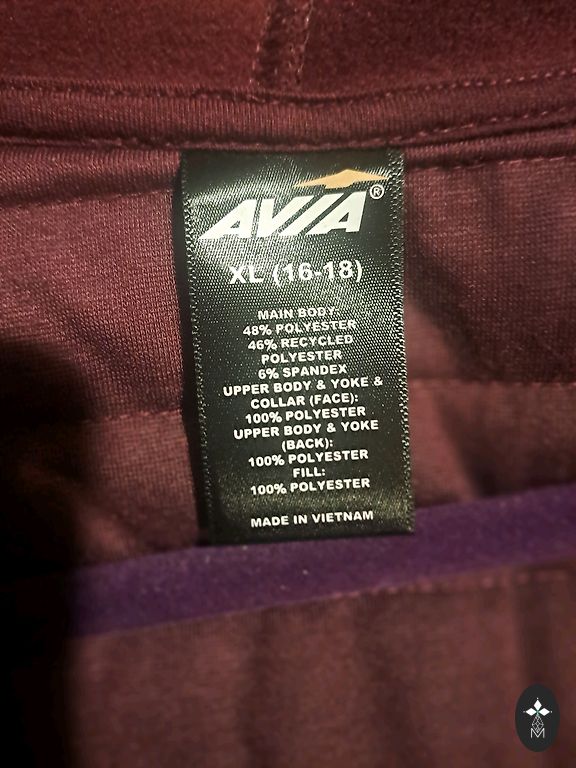 AVIA®
XL (16-18)
MAIN BODY
48% POLYESTER
46% RECYCLED
POLYESTER
6% SPANDEX
UPPER BODY & YOKE &
COLLAR (FACE):
100% POLYESTER
UPPER BODY & YOKE
(BACK):
100% POLYESTER
FILL:
100% POLYESTER
MADE IN VIETNAM
M